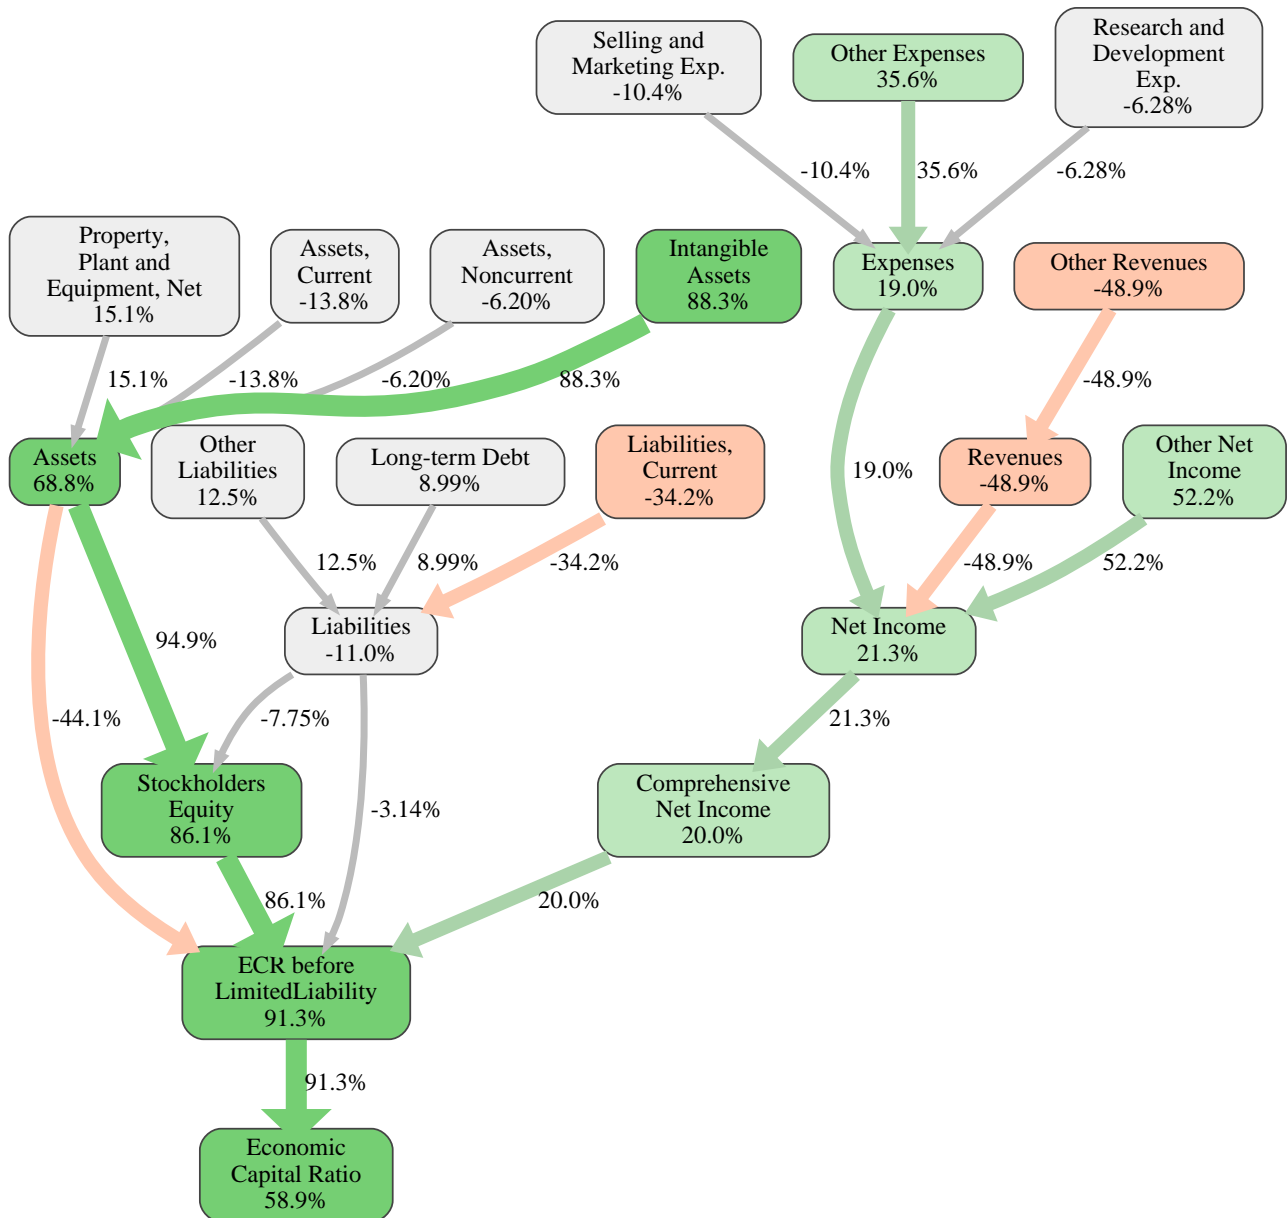 Selling and
Marketing Exp.
-10.4%
Other Expenses
35.6%
Research and
Development
Exp.
-6.28%
-10.4%
35.6%
-6.28%
Property,
Plant and
Equipment, Net
15.1%
Assets,
Current
-13.8%
Assets,
Noncurrent
-6.20%
Intangible
Assets
88.3%
Expenses
19.0%
Other Revenues
-48.9%
15.1%
-13.8%
-6.20%
88.3%
-48.9%
Assets
68.8%
Other
Liabilities
12.5%
Long-term Debt
8.99%
Liabilities,
Current
-34.2%
19.0%
Revenues
-48.9%
Other Net
Income
52.2%
12.5%
8.99%
-34.2%
-48.9%
52.2%
94.9%
Liabilities
-11.0%
Net Income
21.3%
-44.1%
-7.75%
21.3%
Stockholders
Equity
86.1%
-3.14%
Comprehensive
Net Income
20.0%
86.1%
20.0%
ECR before
LimitedLiability
91.3%
91.3%
Economic
Capital Ratio
58.9%